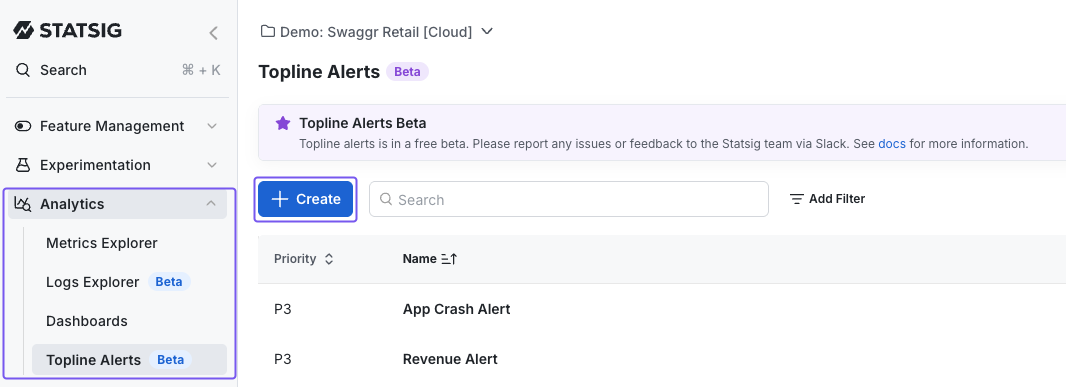 STATSIG
Search ⌘ + K
Feature Management
Experimentation
Analytics
Metrics Explorer
Logs Explorer Beta
Dashboards
Topline Alerts Beta
Demo: Swaggr Retail [Cloud]
Topline Alerts Beta
Topline Alerts Beta
Topline alerts is in a free beta. Please report any issues or feedback to the Statsig team via Slack. See docs for more information.
Create Search Add Filter
Priority Name
P3 App Crash Alert
P3 Revenue Alert